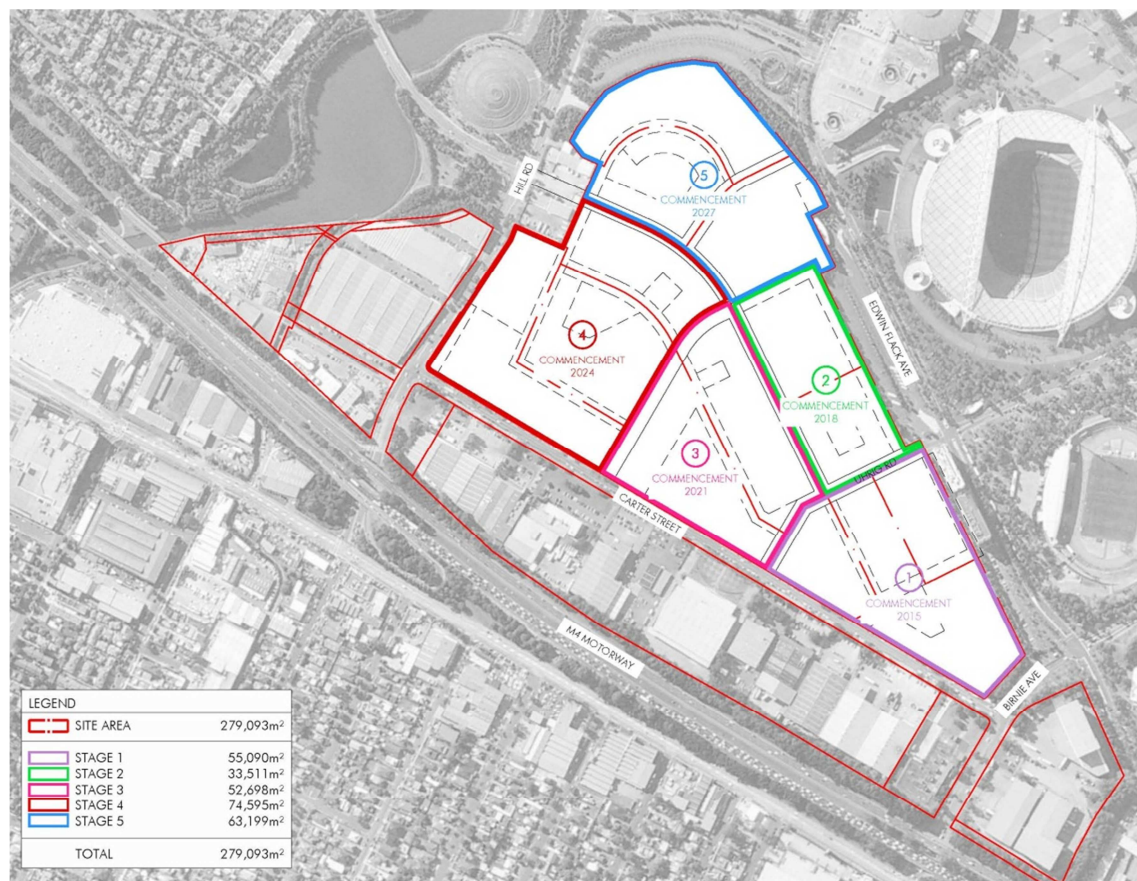 HILL RD
5
COMMENCEMENT
2027
EDWIN FLACK AVE
4
COMMENCEMENT
2024
2
COMMENCEMENT
2018
3
COMMENCEMENT
2021
UHRIG RD
CARTER STREET
1
COMMENCEMENT
2015
M4 MOTORWAY
BIRNIE AVE
LEGEND
SITE AREA 279,093m²
STAGE 1 55,090m²
STAGE 2 33,511m²
STAGE 3 52,698m²
STAGE 4 74,595m²
STAGE 5 63,199m²
TOTAL 279,093m²